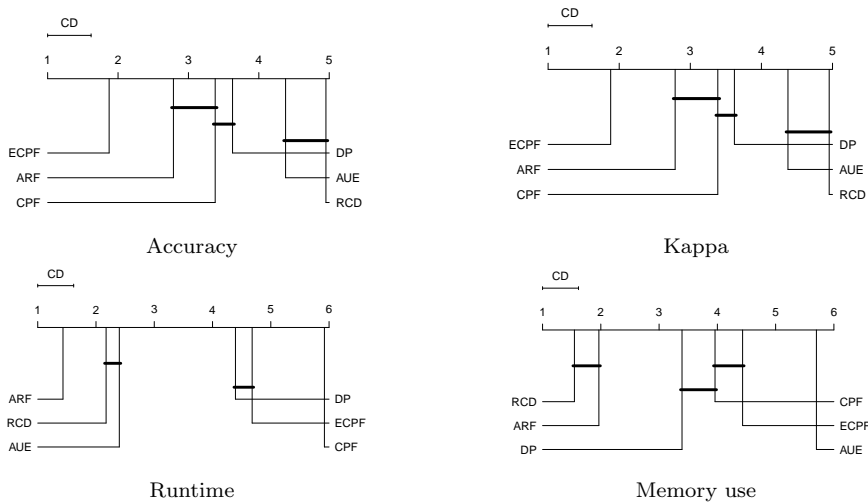 CD
1 2 3 4 5
ECPF DP
ARF AUE
CPF RCD
Accuracy
CD
1 2 3 4 5
ECPF DP
ARF AUE
CPF RCD
Kappa
CD
1 2 3 4 5 6
ARF DP
RCD ECPF
AUE CPF
Runtime
CD
1 2 3 4 5 6
RCD CPF
ARF ECPF
DP AUE
Memory use